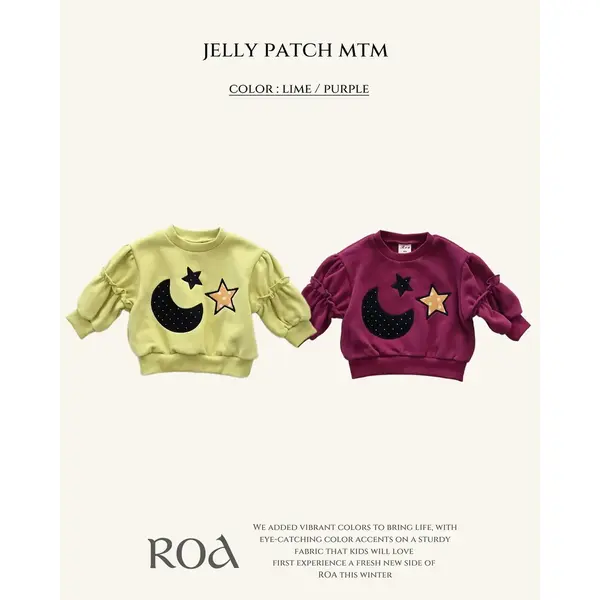 JELLY PATCH MTM
COLOR : LIME / PURPLE
WE ADDED VIBRANT COLORS TO BRING LIFE, WITH
EYE-CATCHING COLOR ACCENTS ON A STURDY
FABRIC THAT KIDS WILL LOVE
FIRST EXPERIENCE A FRESH NEW SIDE OF
ROA THIS WINTER
ROA